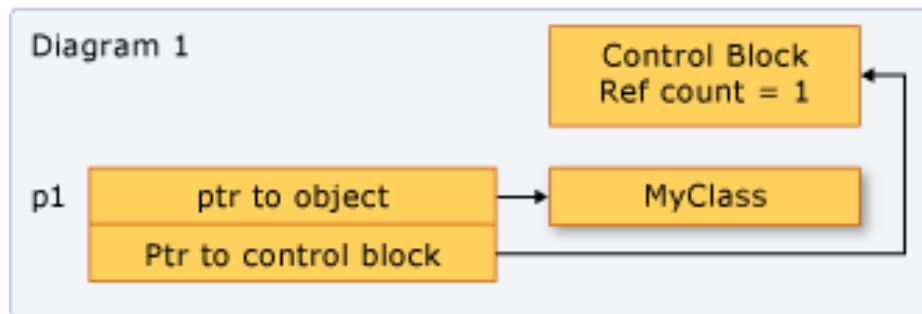 Diagram 1
Control Block
Ref count = 1
p1
ptr to object
MyClass
Ptr to control block